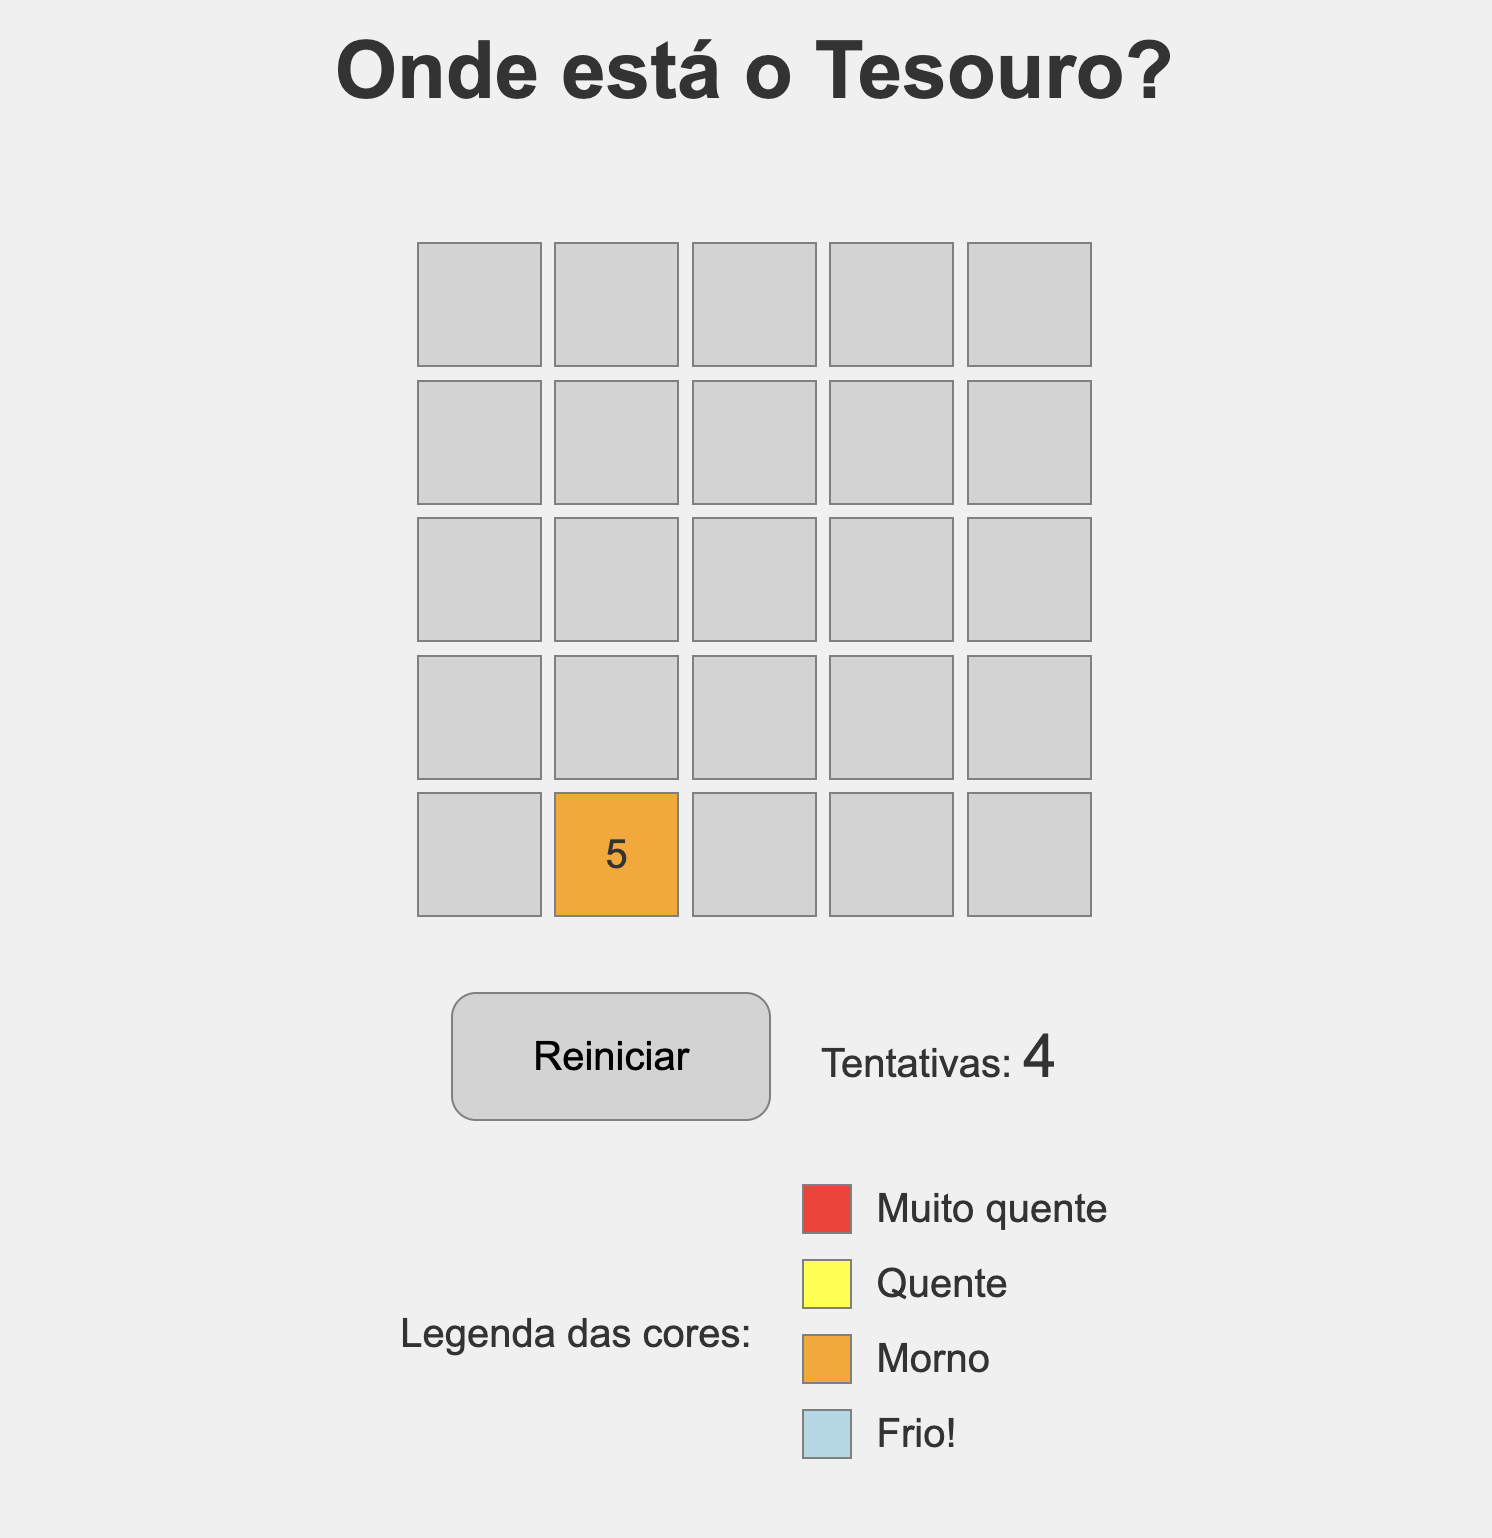 Onde está o Tesouro?
5
Reiniciar
Tentativas: 4
Legenda das cores:
Muito quente
Quente
Morno
Frio!